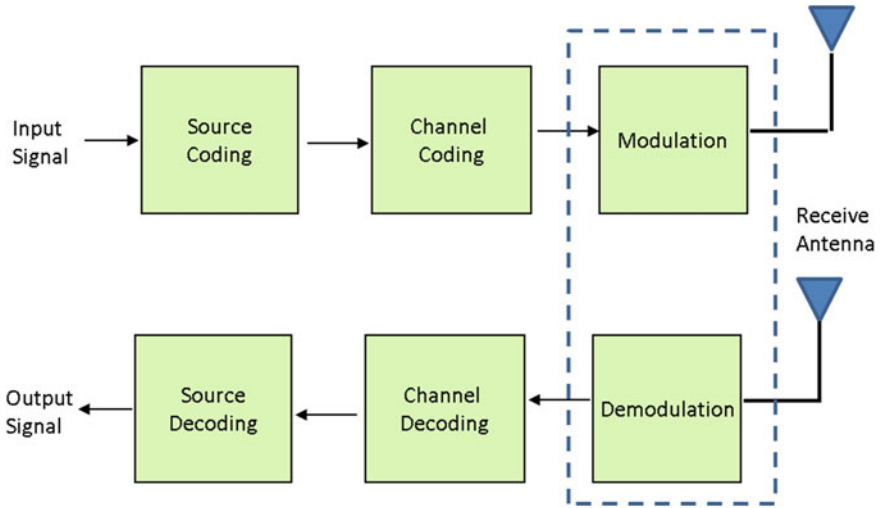 Input
Signal
Source
Coding
Channel
Coding
Modulation
Receive
Antenna
Output
Signal
Source
Decoding
Channel
Decoding
Demodulation